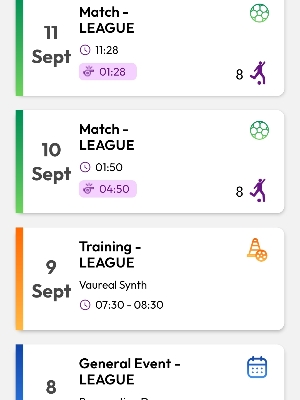 11
Sept
Match -
LEAGUE
11:28
01:28
8
10
Sept
Match -
LEAGUE
01:50
04:50
8
9
Sept
Training -
LEAGUE
Vaureal Synth
07:30 - 08:30
8
General Event -
LEAGUE